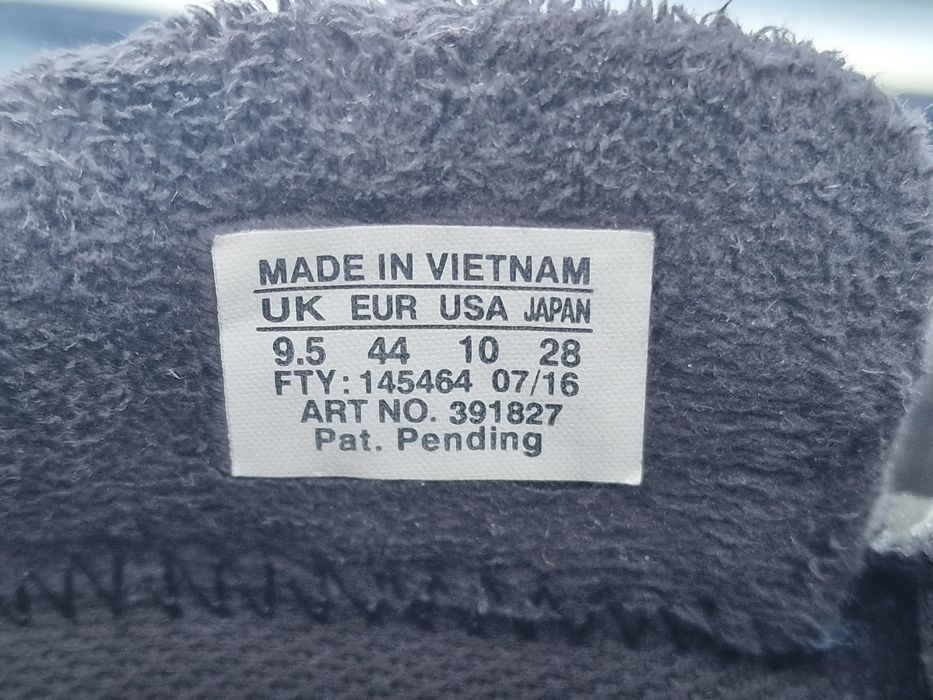 MADE IN VIETNAM
UK EUR USA JAPAN
9.5 44 10 28
FTY: 145464 07/16
ART NO. 391827
Pat. Pending